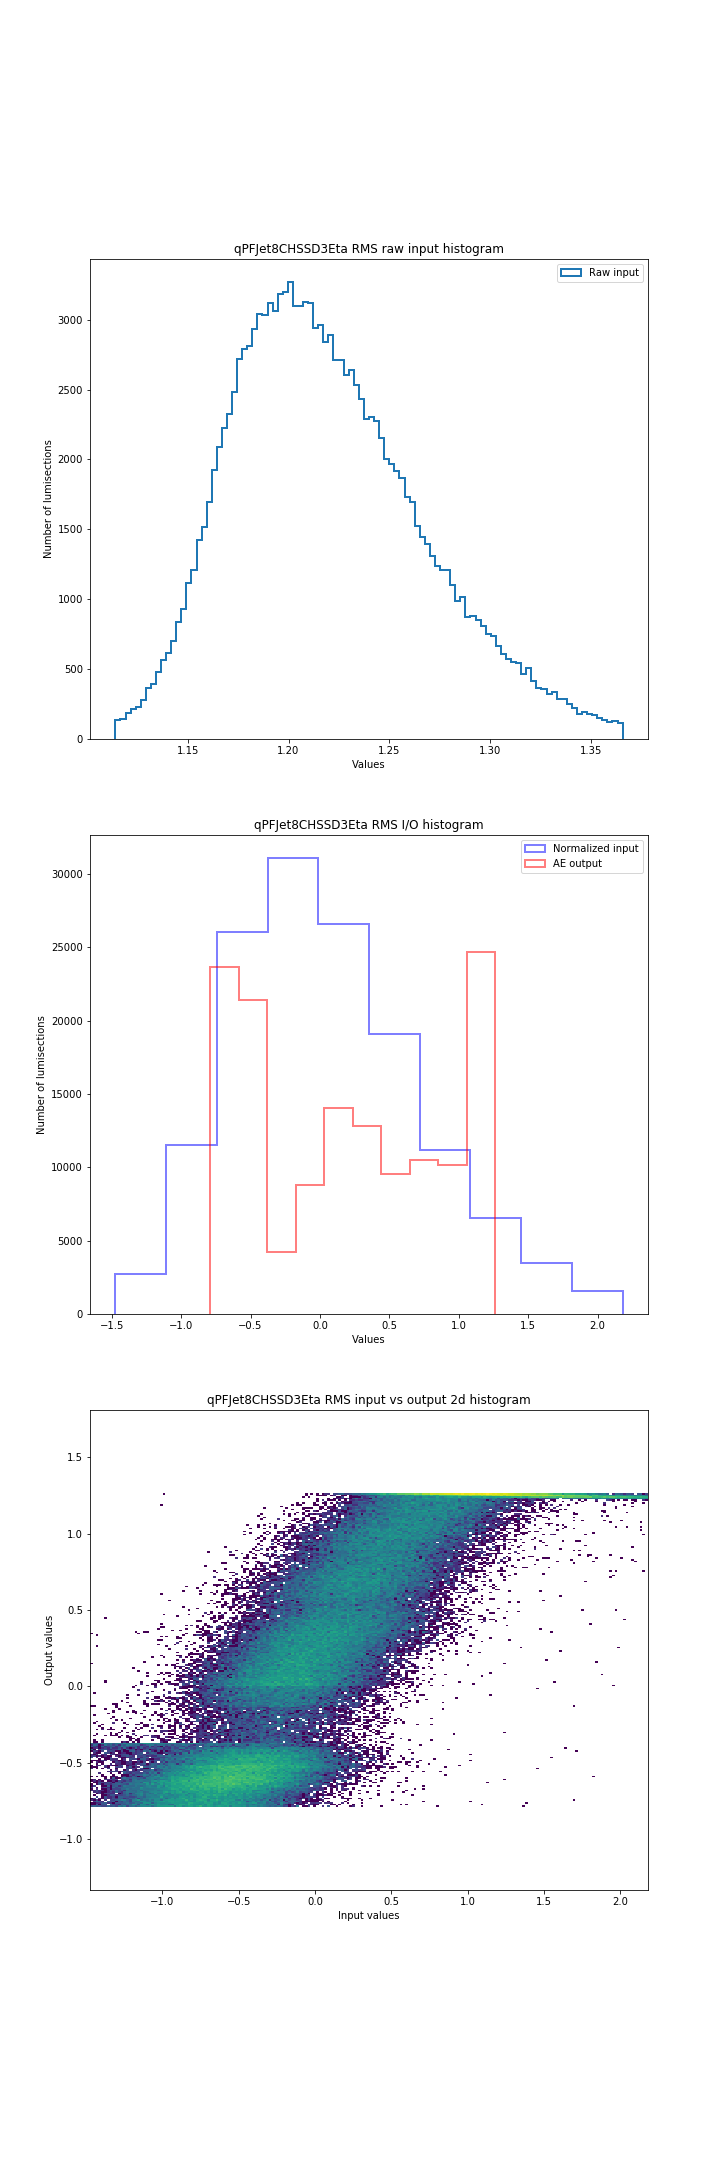 qPFJet8CHSSD3Eta RMS raw input histogram
Raw input
3000
2500
2000
1500
1000
500
0
Number of lumisections
1.15 1.20 1.25 1.30 1.35
Values
qPFJet8CHSSD3Eta RMS I/O histogram
Normalized input
AE output
30000
25000
20000
15000
10000
5000
0
Number of lumisections
−1.5 −1.0 −0.5 0.0 0.5 1.0 1.5 2.0
Values
qPFJet8CHSSD3Eta RMS input vs output 2d histogram
1.5
1.0
0.5
0.0
−0.5
−1.0
Output values
−1.0 −0.5 0.0 0.5 1.0 1.5 2.0
Input values